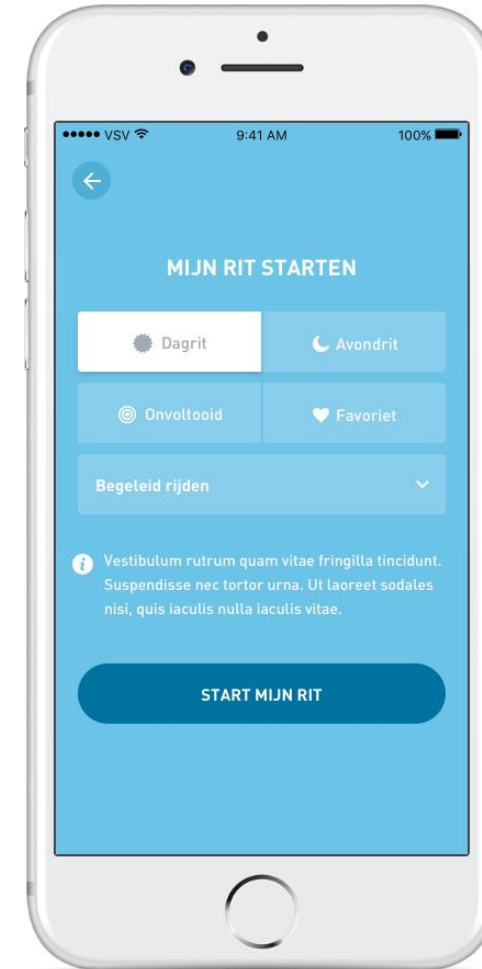 VSV 9:41 AM 100%
MIJN RIT STARTEN
Dagrit Avondrit
Onvoltooid Favoriet
Begeleid rijden
Vestibulum rutrum quam vitae fringilla tincidunt.
Suspendisse nec tortor urna. Ut laoreet sodales
nisi, quis iaculis nulla iaculis vitae.
START MIJN RIT